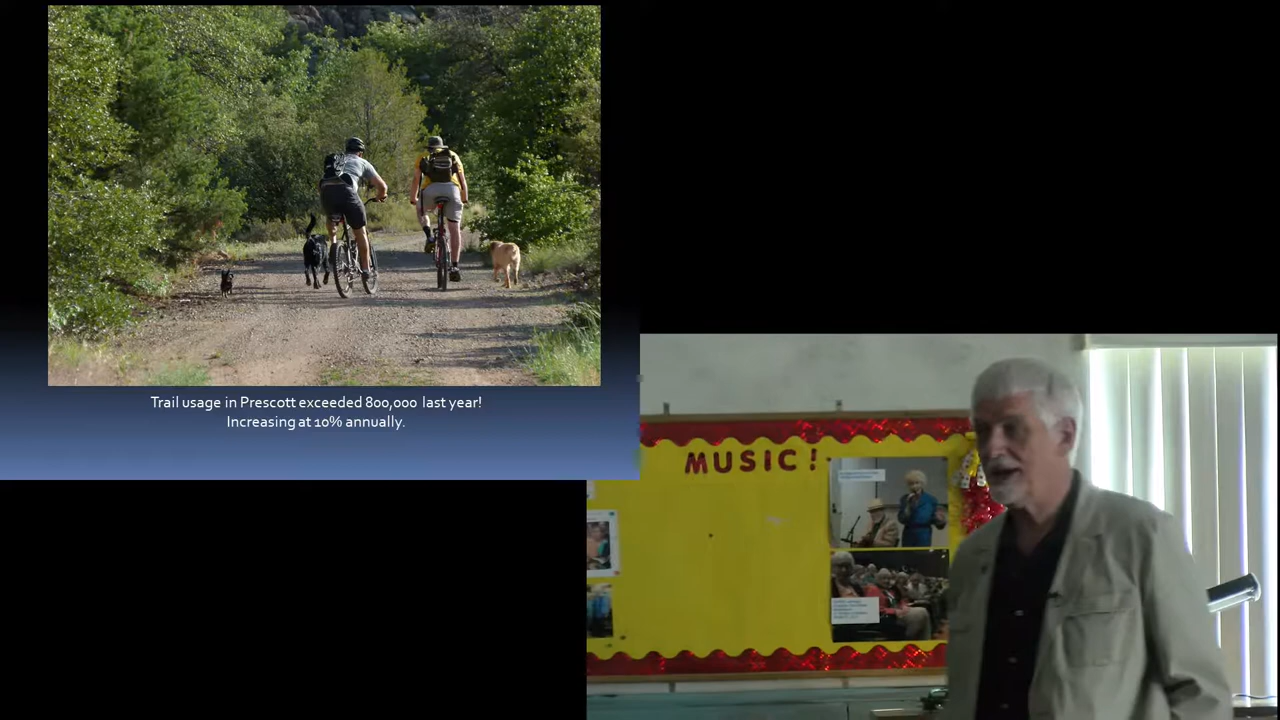 Trail usage in Prescott exceeded 800,000 last year!
Increasing at 10% annually.
MUSIC!